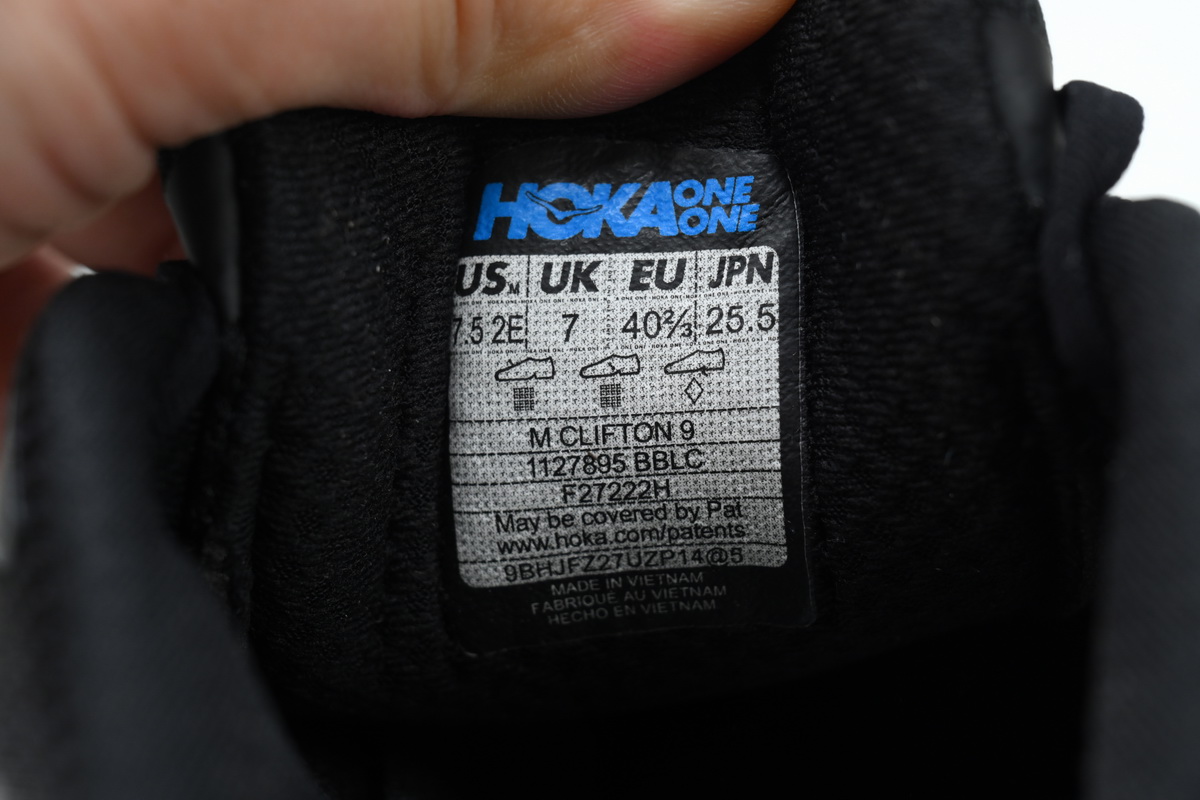 HOKA ONE ONE
USM UK EU JPN
7.5 2E 7 40⅔ 25.5
M CLIFTON 9
1127895 BBLC
F27222H
May be covered by Pat.
www.hoka.com/patents
9BHJFZ27UZP14@5
MADE IN VIETNAM
FABRIQUE AU VIETNAM
HECHO EN VIETNAM